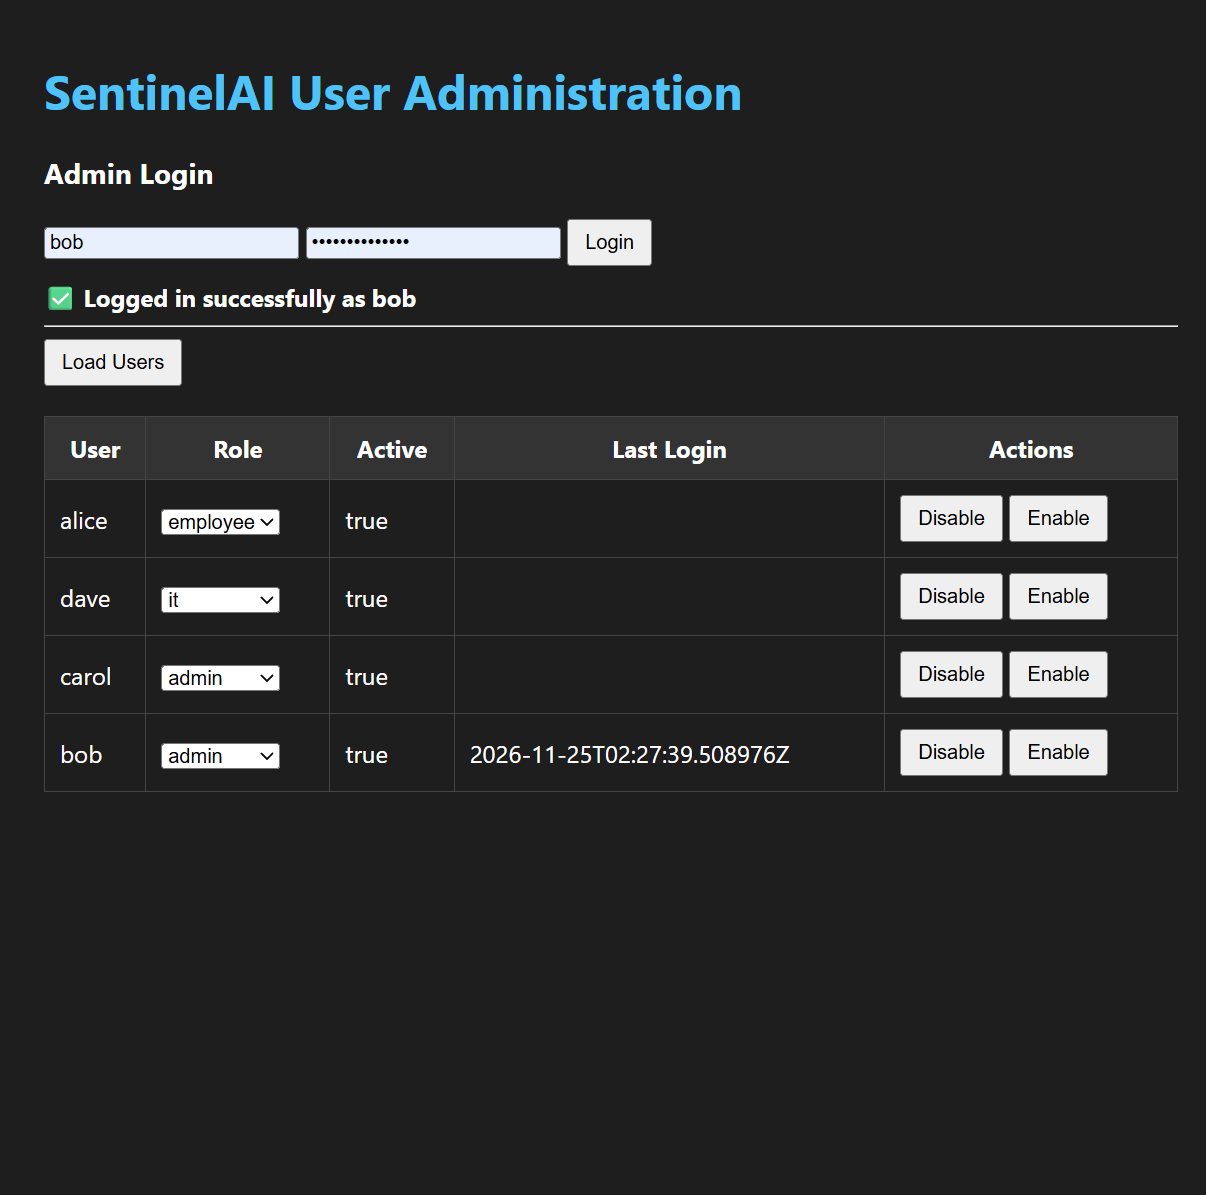 SentinelAI User Administration
Admin Login
bob •••••••••••••• Login
✅ Logged in successfully as bob
Load Users
User Role Active Last Login Actions
alice employee true Disable Enable
dave it true Disable Enable
carol admin true Disable Enable
bob admin true 2026-11-25T02:27:39.508976Z Disable Enable